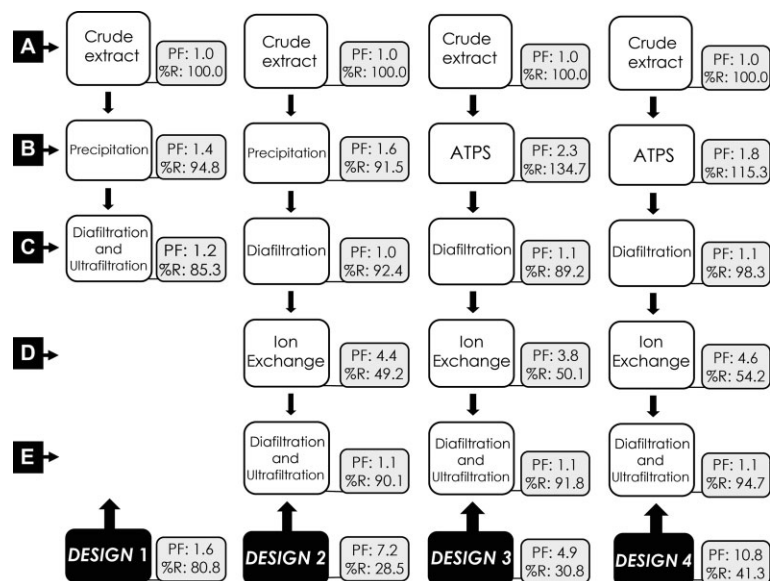 A
Crude
extract
PF: 1.0
%R: 100.0
Crude
extract
PF: 1.0
%R: 100.0
Crude
extract
PF: 1.0
%R: 100.0
Crude
extract
PF: 1.0
%R: 100.0
B
Precipitation
PF: 1.4
%R: 94.8
Precipitation
PF: 1.6
%R: 91.5
ATPS
PF: 2.3
%R: 134.7
ATPS
PF: 1.8
%R: 115.3
C
Diafiltration
and
Ultrafiltration
PF: 1.2
%R: 85.3
Diafiltration
PF: 1.0
%R: 92.4
Diafiltration
PF: 1.1
%R: 89.2
Diafiltration
PF: 1.1
%R: 98.3
D
Ion
Exchange
PF: 4.4
%R: 49.2
Ion
Exchange
PF: 3.8
%R: 50.1
Ion
Exchange
PF: 4.6
%R: 54.2
E
Diafiltration
and
Ultrafiltration
PF: 1.1
%R: 90.1
Diafiltration
and
Ultrafiltration
PF: 1.1
%R: 91.8
Diafiltration
and
Ultrafiltration
PF: 1.1
%R: 94.7
DESIGN 1
PF: 1.6
%R: 80.8
DESIGN 2
PF: 7.2
%R: 28.5
DESIGN 3
PF: 4.9
%R: 30.8
DESIGN 4
PF: 10.8
%R: 41.3